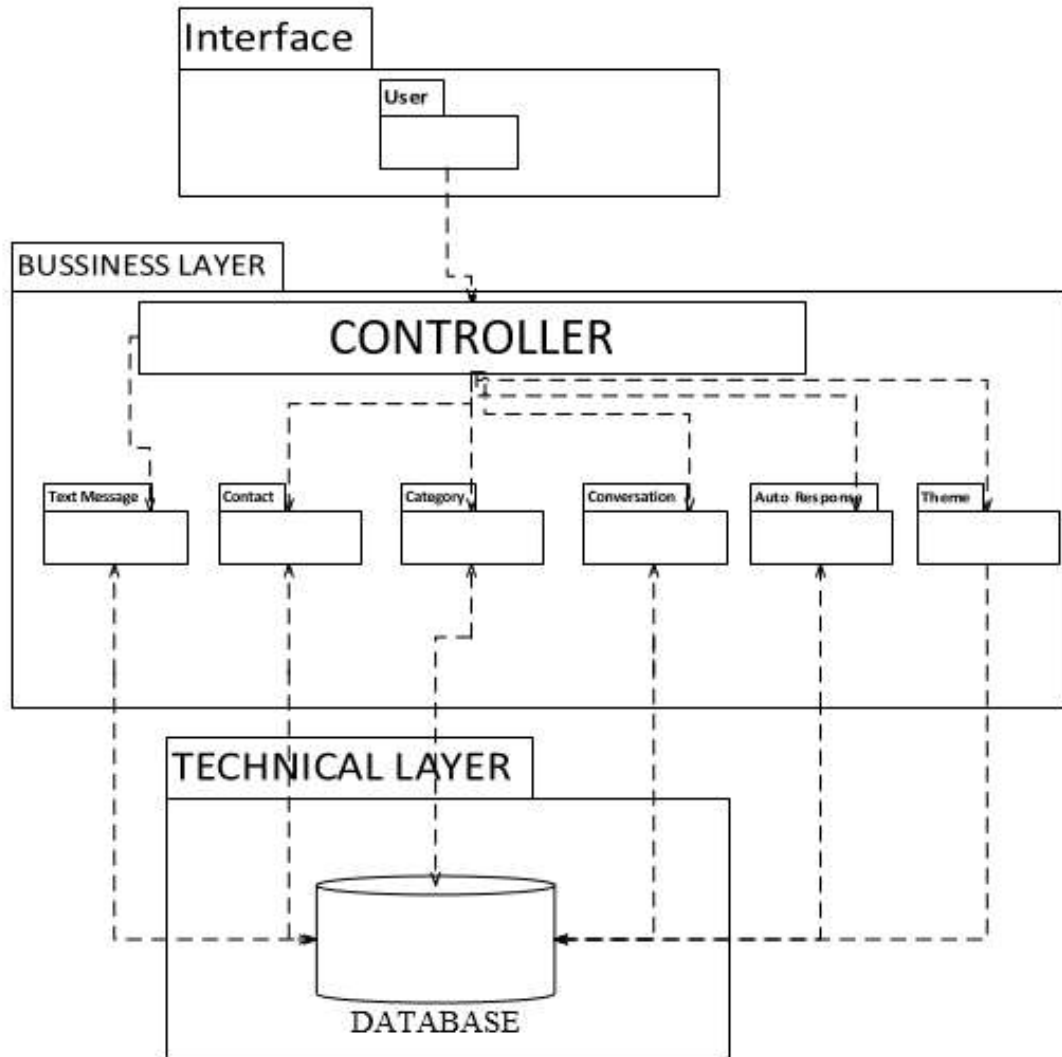 Interface
User
BUSSINESS LAYER
CONTROLLER
Text Message
Contact
Category
Conversation
Auto Response
Theme
TECHNICAL LAYER
DATABASE